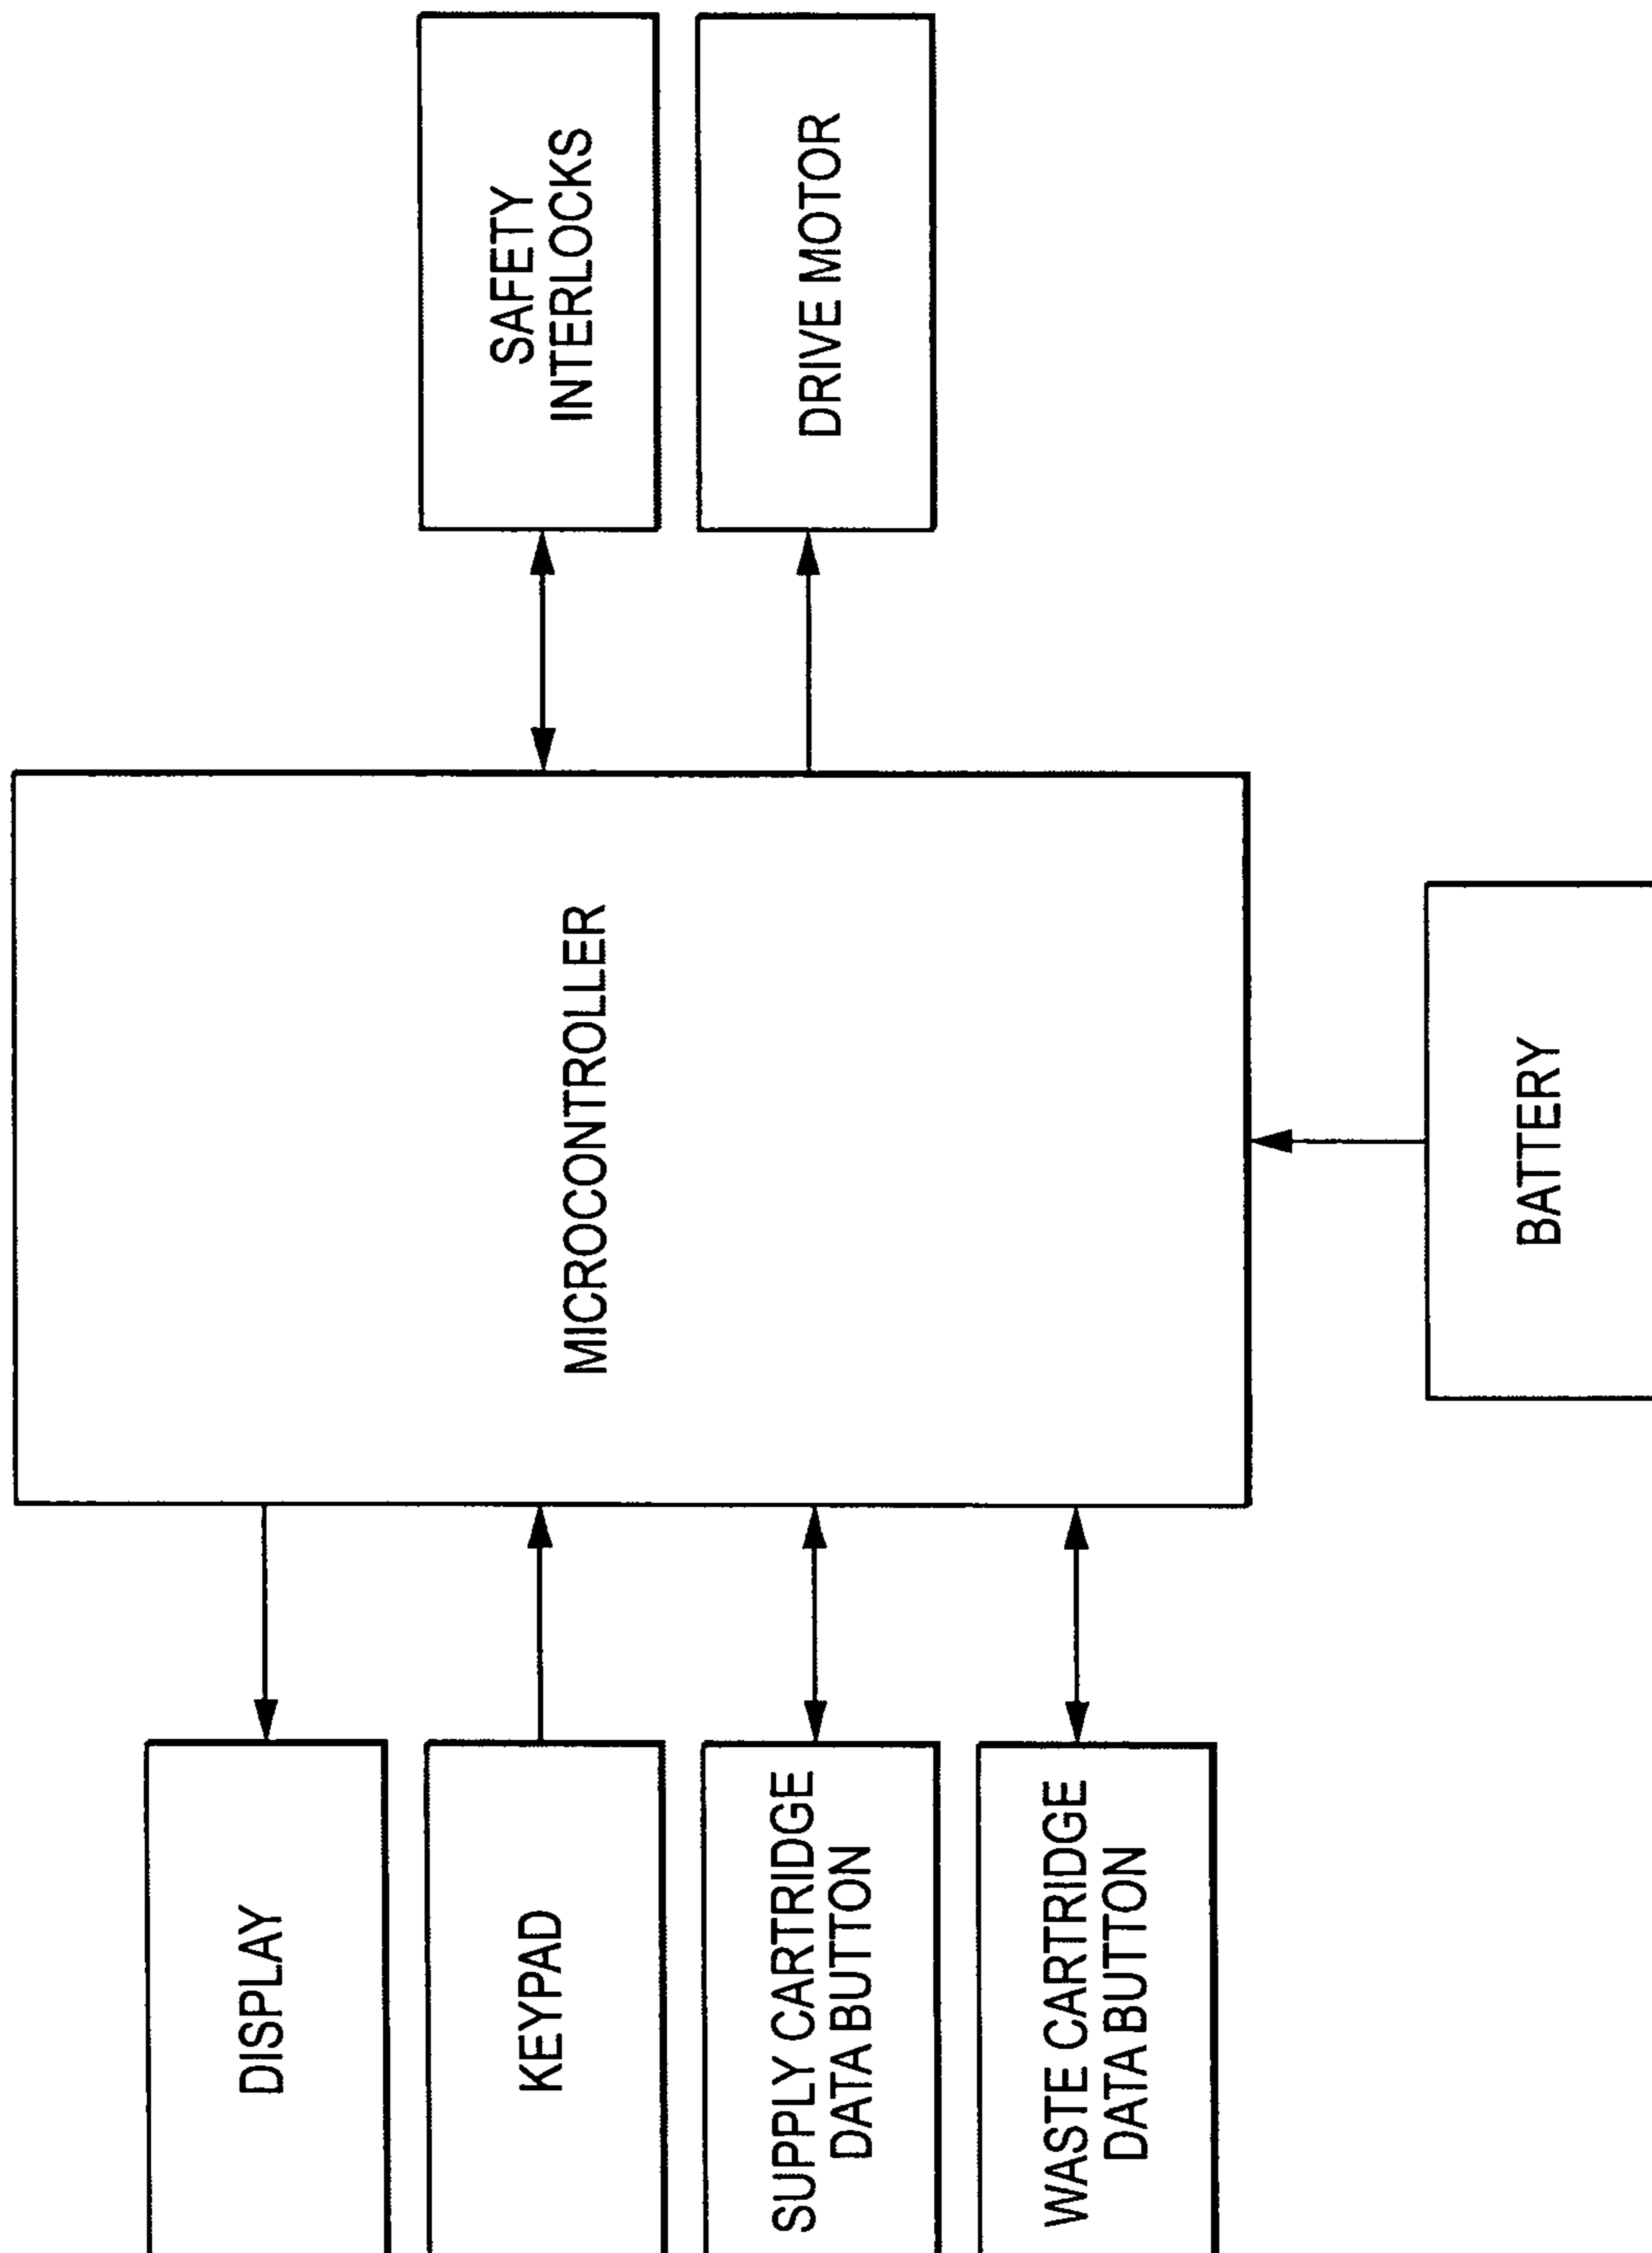 DISPLAY
KEYPAD
SUPPLY CARTRIDGE
DATA BUTTON
WASTE CARTRIDGE
DATA BUTTON
MICROCONTROLLER
BATTERY
SAFETY
INTERLOCKS
DRIVE MOTOR